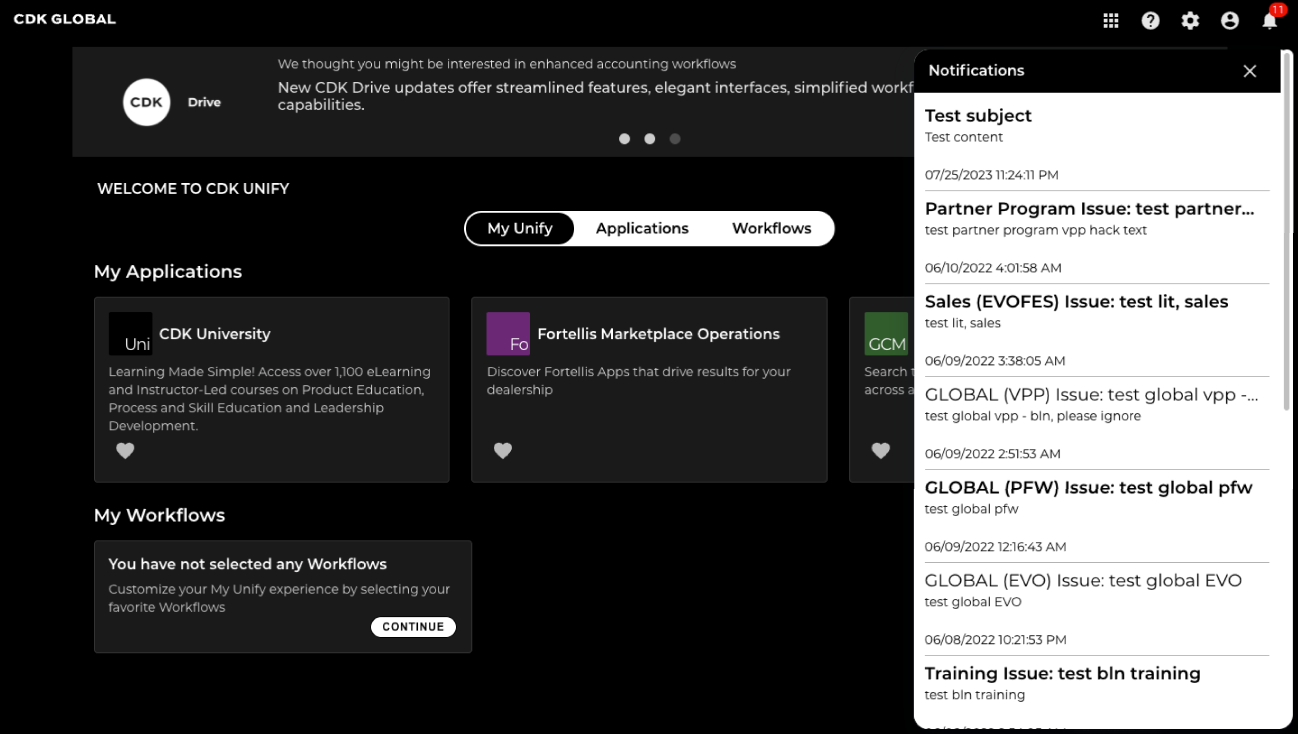 CDK GLOBAL
11
We thought you might be interested in enhanced accounting workflows
CDK
Drive
New CDK Drive updates offer streamlined features, elegant interfaces, simplified
capabilities.
WELCOME TO CDK UNIFY
My Unify
Applications
Workflows
My Applications
Uni
CDK University
Learning Made Simple! Access over 1,100 eLearning
and Instructor-Led courses on Product Education,
Process and Skill Education and Leadership
Development.
Fo
Fortellis Marketplace Operations
Discover Fortellis Apps that drive results for your
dealership
GCM
Search
across
My Workflows
You have not selected any Workflows
Customize your My Unify experience by selecting your
favorite Workflows
CONTINUE
Notifications
Test subject
Test content
07/25/2023 11:24:11 PM
Partner Program Issue: test partner...
test partner program vpp hack text
06/10/2022 4:01:58 AM
Sales (EVOFES) Issue: test lit, sales
test lit, sales
06/09/2022 3:38:05 AM
GLOBAL (VPP) Issue: test global vpp -...
test global vpp - bln, please ignore
06/09/2022 2:51:53 AM
GLOBAL (PFW) Issue: test global pfw
test global pfw
06/09/2022 12:16:43 AM
GLOBAL (EVO) Issue: test global EVO
test global EVO
06/08/2022 10:21:53 PM
Training Issue: test bln training
test bln training